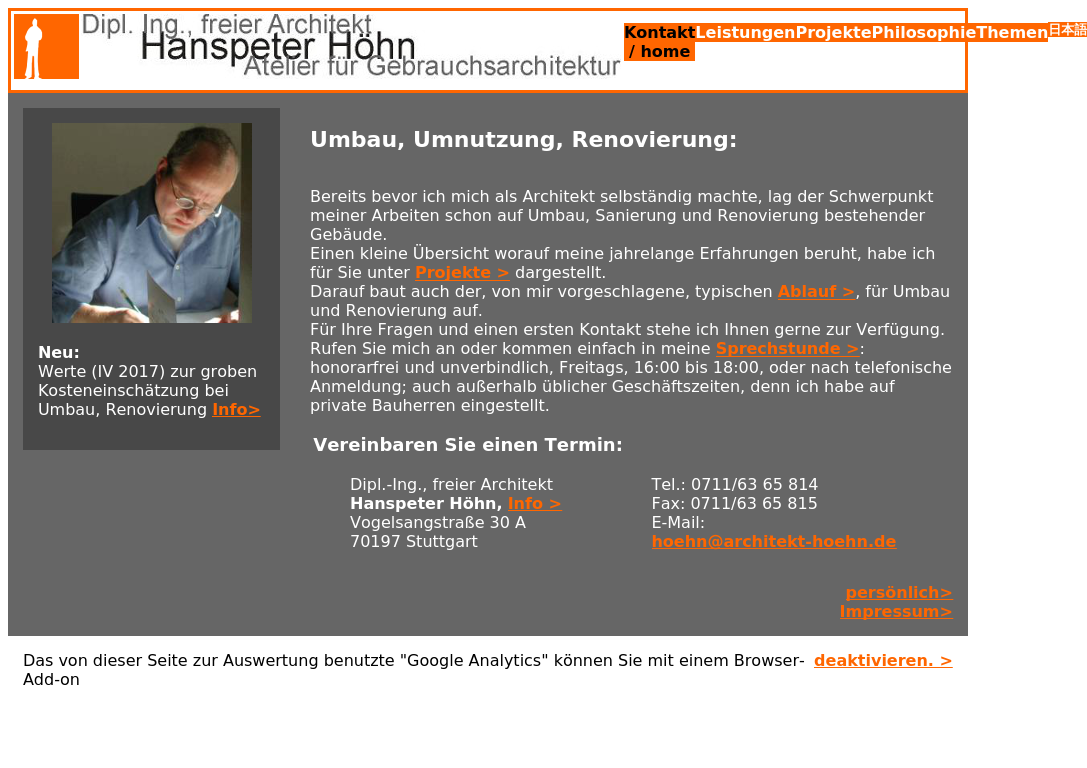 Dipl. Ing., freier Architekt
Hanspeter Höhn
Atelier für Gebrauchsarchitektur
Kontakt / home
Leistungen
Projekte
Philosophie
Themen
日本語
Neu:
Werte (IV 2017) zur groben
Kosteneinschätzung bei
Umbau, Renovierung Info>
Umbau, Umnutzung, Renovierung:
Bereits bevor ich mich als Architekt selbständig machte, lag der Schwerpunkt
meiner Arbeiten schon auf Umbau, Sanierung und Renovierung bestehender
Gebäude.
Einen kleine Übersicht worauf meine jahrelange Erfahrungen beruht, habe ich
für Sie unter Projekte > dargestellt.
Darauf baut auch der, von mir vorgeschlagene, typischen Ablauf >, für Umbau
und Renovierung auf.
Für Ihre Fragen und einen ersten Kontakt stehe ich Ihnen gerne zur Verfügung.
Rufen Sie mich an oder kommen einfach in meine Sprechstunde >:
honorarfrei und unverbindlich, Freitags, 16:00 bis 18:00, oder nach telefonische
Anmeldung; auch außerhalb üblicher Geschäftszeiten, denn ich habe auf
private Bauherren eingestellt.
Vereinbaren Sie einen Termin:
Dipl.-Ing., freier Architekt
Hanspeter Höhn, Info >
Vogelsangstraße 30 A
70197 Stuttgart
Tel.: 0711/63 65 814
Fax: 0711/63 65 815
E-Mail:
hoehn@architekt-hoehn.de
persönlich>
Impressum>
Das von dieser Seite zur Auswertung benutzte "Google Analytics" können Sie mit einem Browser-
Add-on
deaktivieren. >